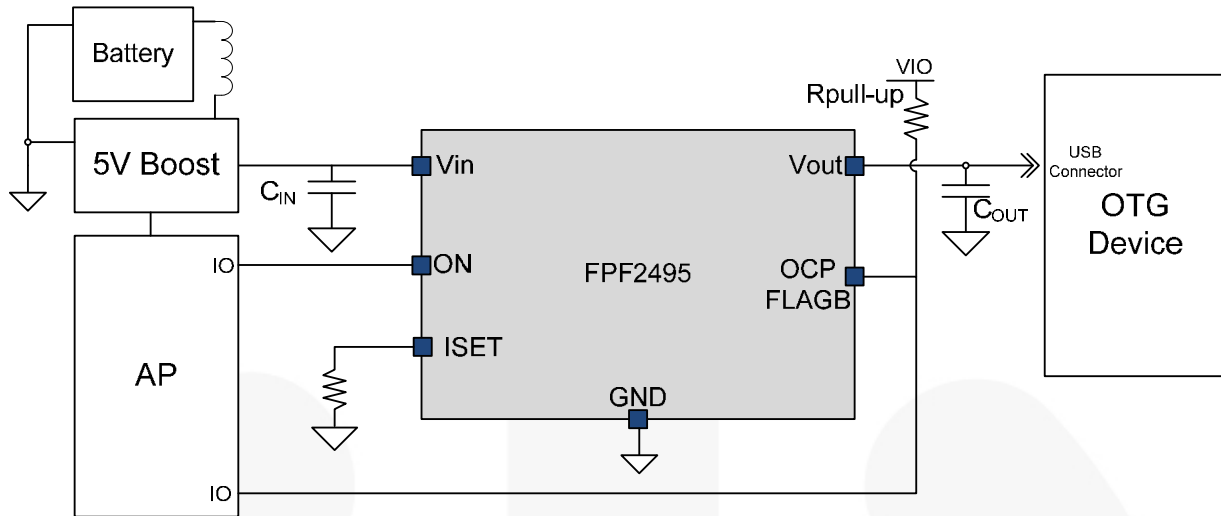 Battery
VIO
Rpull-up
5V Boost
Vin
Vout
USB
Connector
CIN
COUT
OTG
Device
IO
ON
FPF2495
OCP
FLAGB
ISET
AP
GND
IO